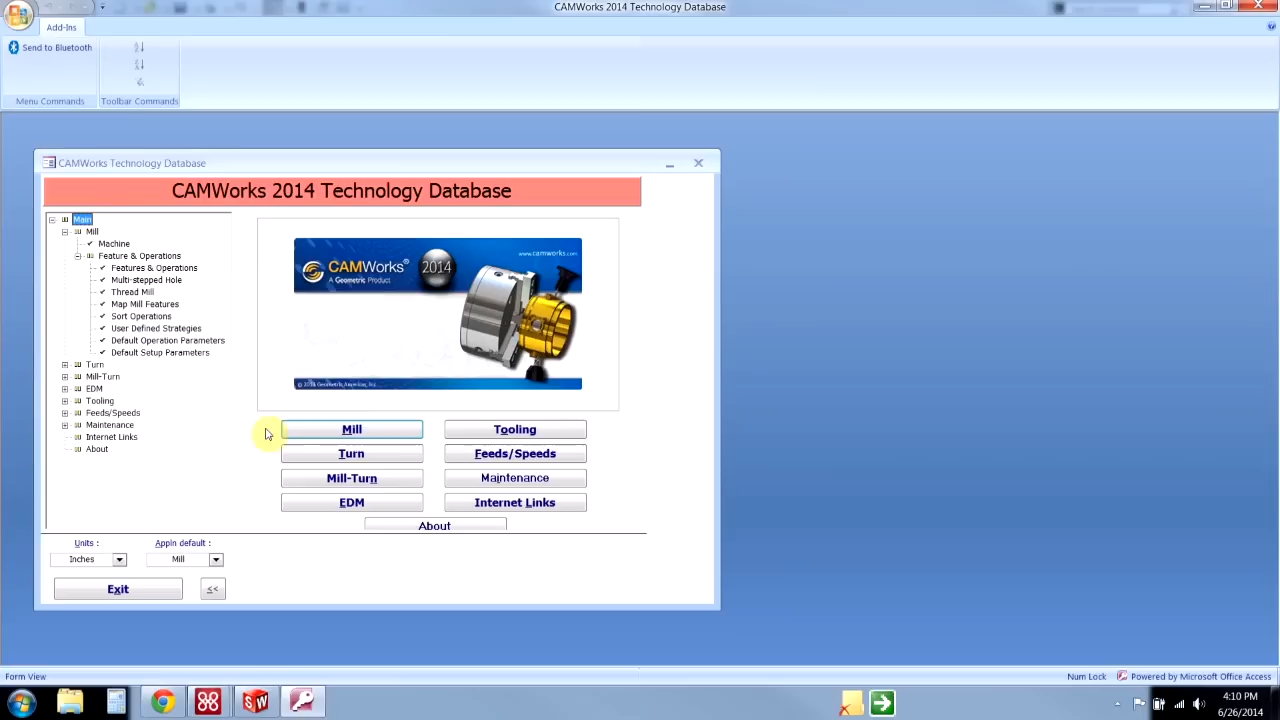 CAMWorks 2014 Technology Database
Add-Ins
Send to Bluetooth
Menu Commands
Toolbar Commands
CAMWorks Technology Database
CAMWorks 2014 Technology Database
Main
Mill
Machine
Feature & Operations
Features & Operations
Multi-stepped Hole
Thread Mill
Map Mill Features
Sort Operations
User Defined Strategies
Default Operation Parameters
Default Setup Parameters
Turn
Mill-Turn
EDM
Tooling
Feeds/Speeds
Maintenance
Internet Links
About
www.camworks.com
CAMWorks® 2014
A Geometric Product
Mill
Tooling
Turn
Feeds/Speeds
Mill-Turn
Maintenance
EDM
Internet Links
About
Units :
Appln default :
Inches
Mill
Exit
<<
Form View
Num Lock
Powered by Microsoft Office Access
SW
4:10 PM
6/26/2014